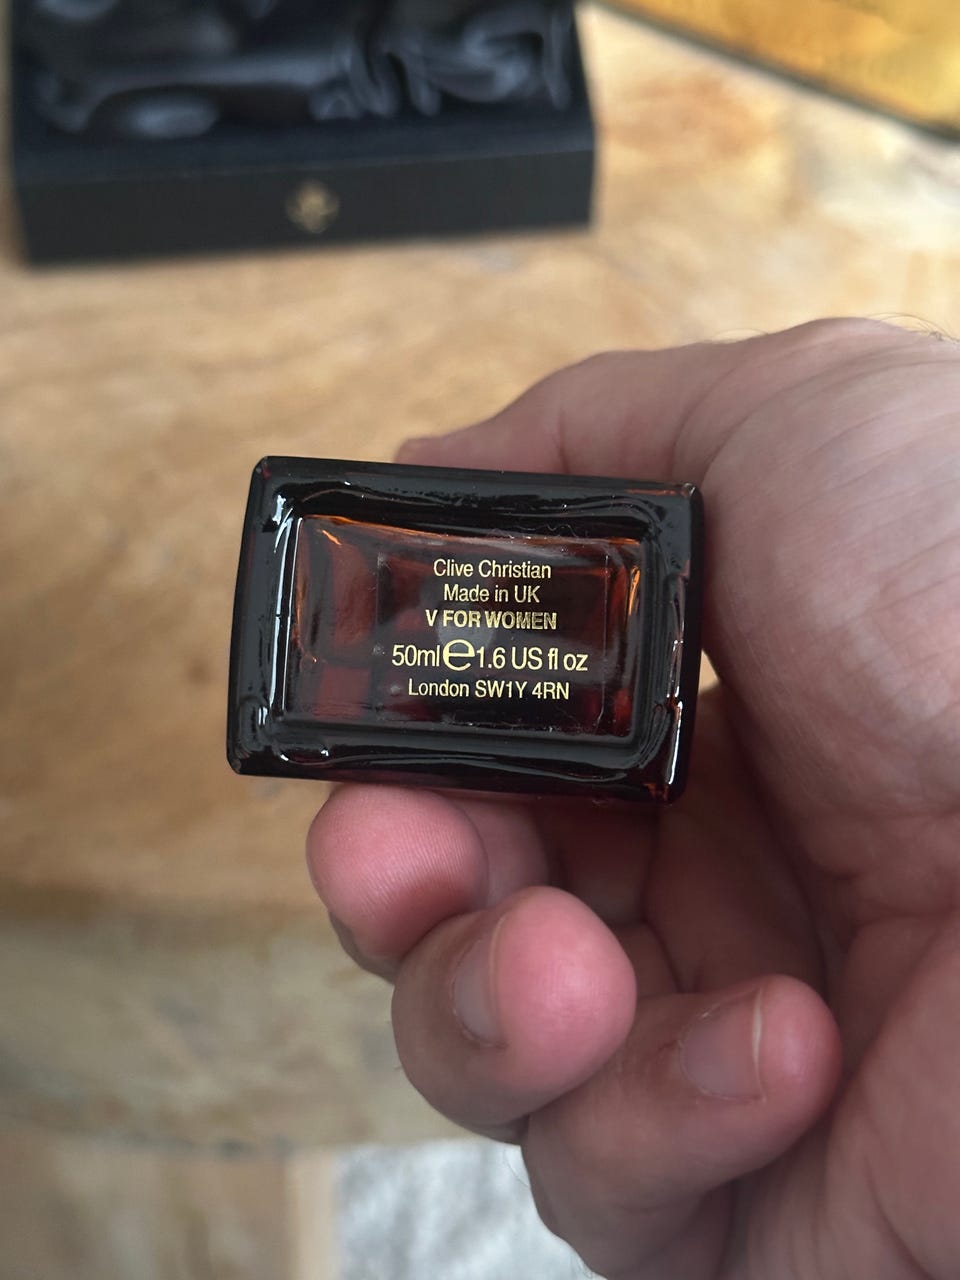 Clive Christian
Made in UK
V FOR WOMEN
50ml℮1.6 US fl oz
London SW1Y 4RN